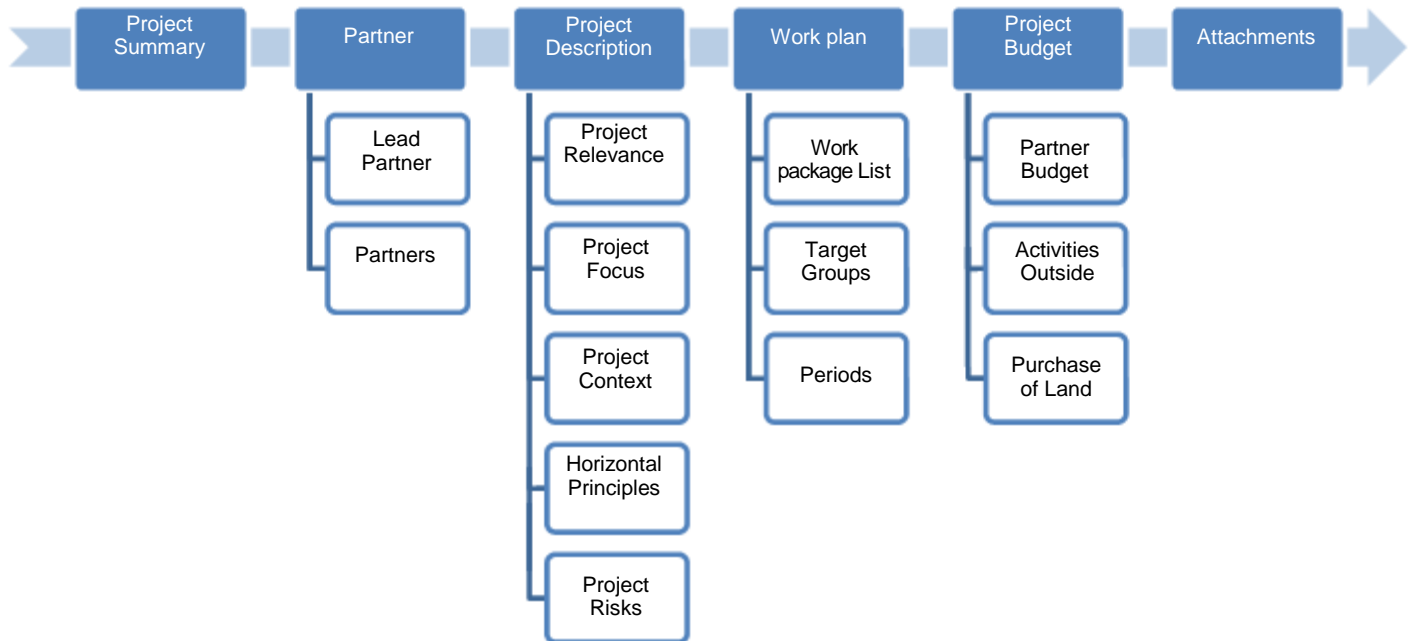 Project
Summary
Partner
Project
Description
Work plan
Project
Budget
Attachments
Lead
Partner
Partners
Project
Relevance
Project
Focus
Project
Context
Horizontal
Principles
Project
Risks
Work
package List
Target
Groups
Periods
Partner
Budget
Activities
Outside
Purchase
of Land